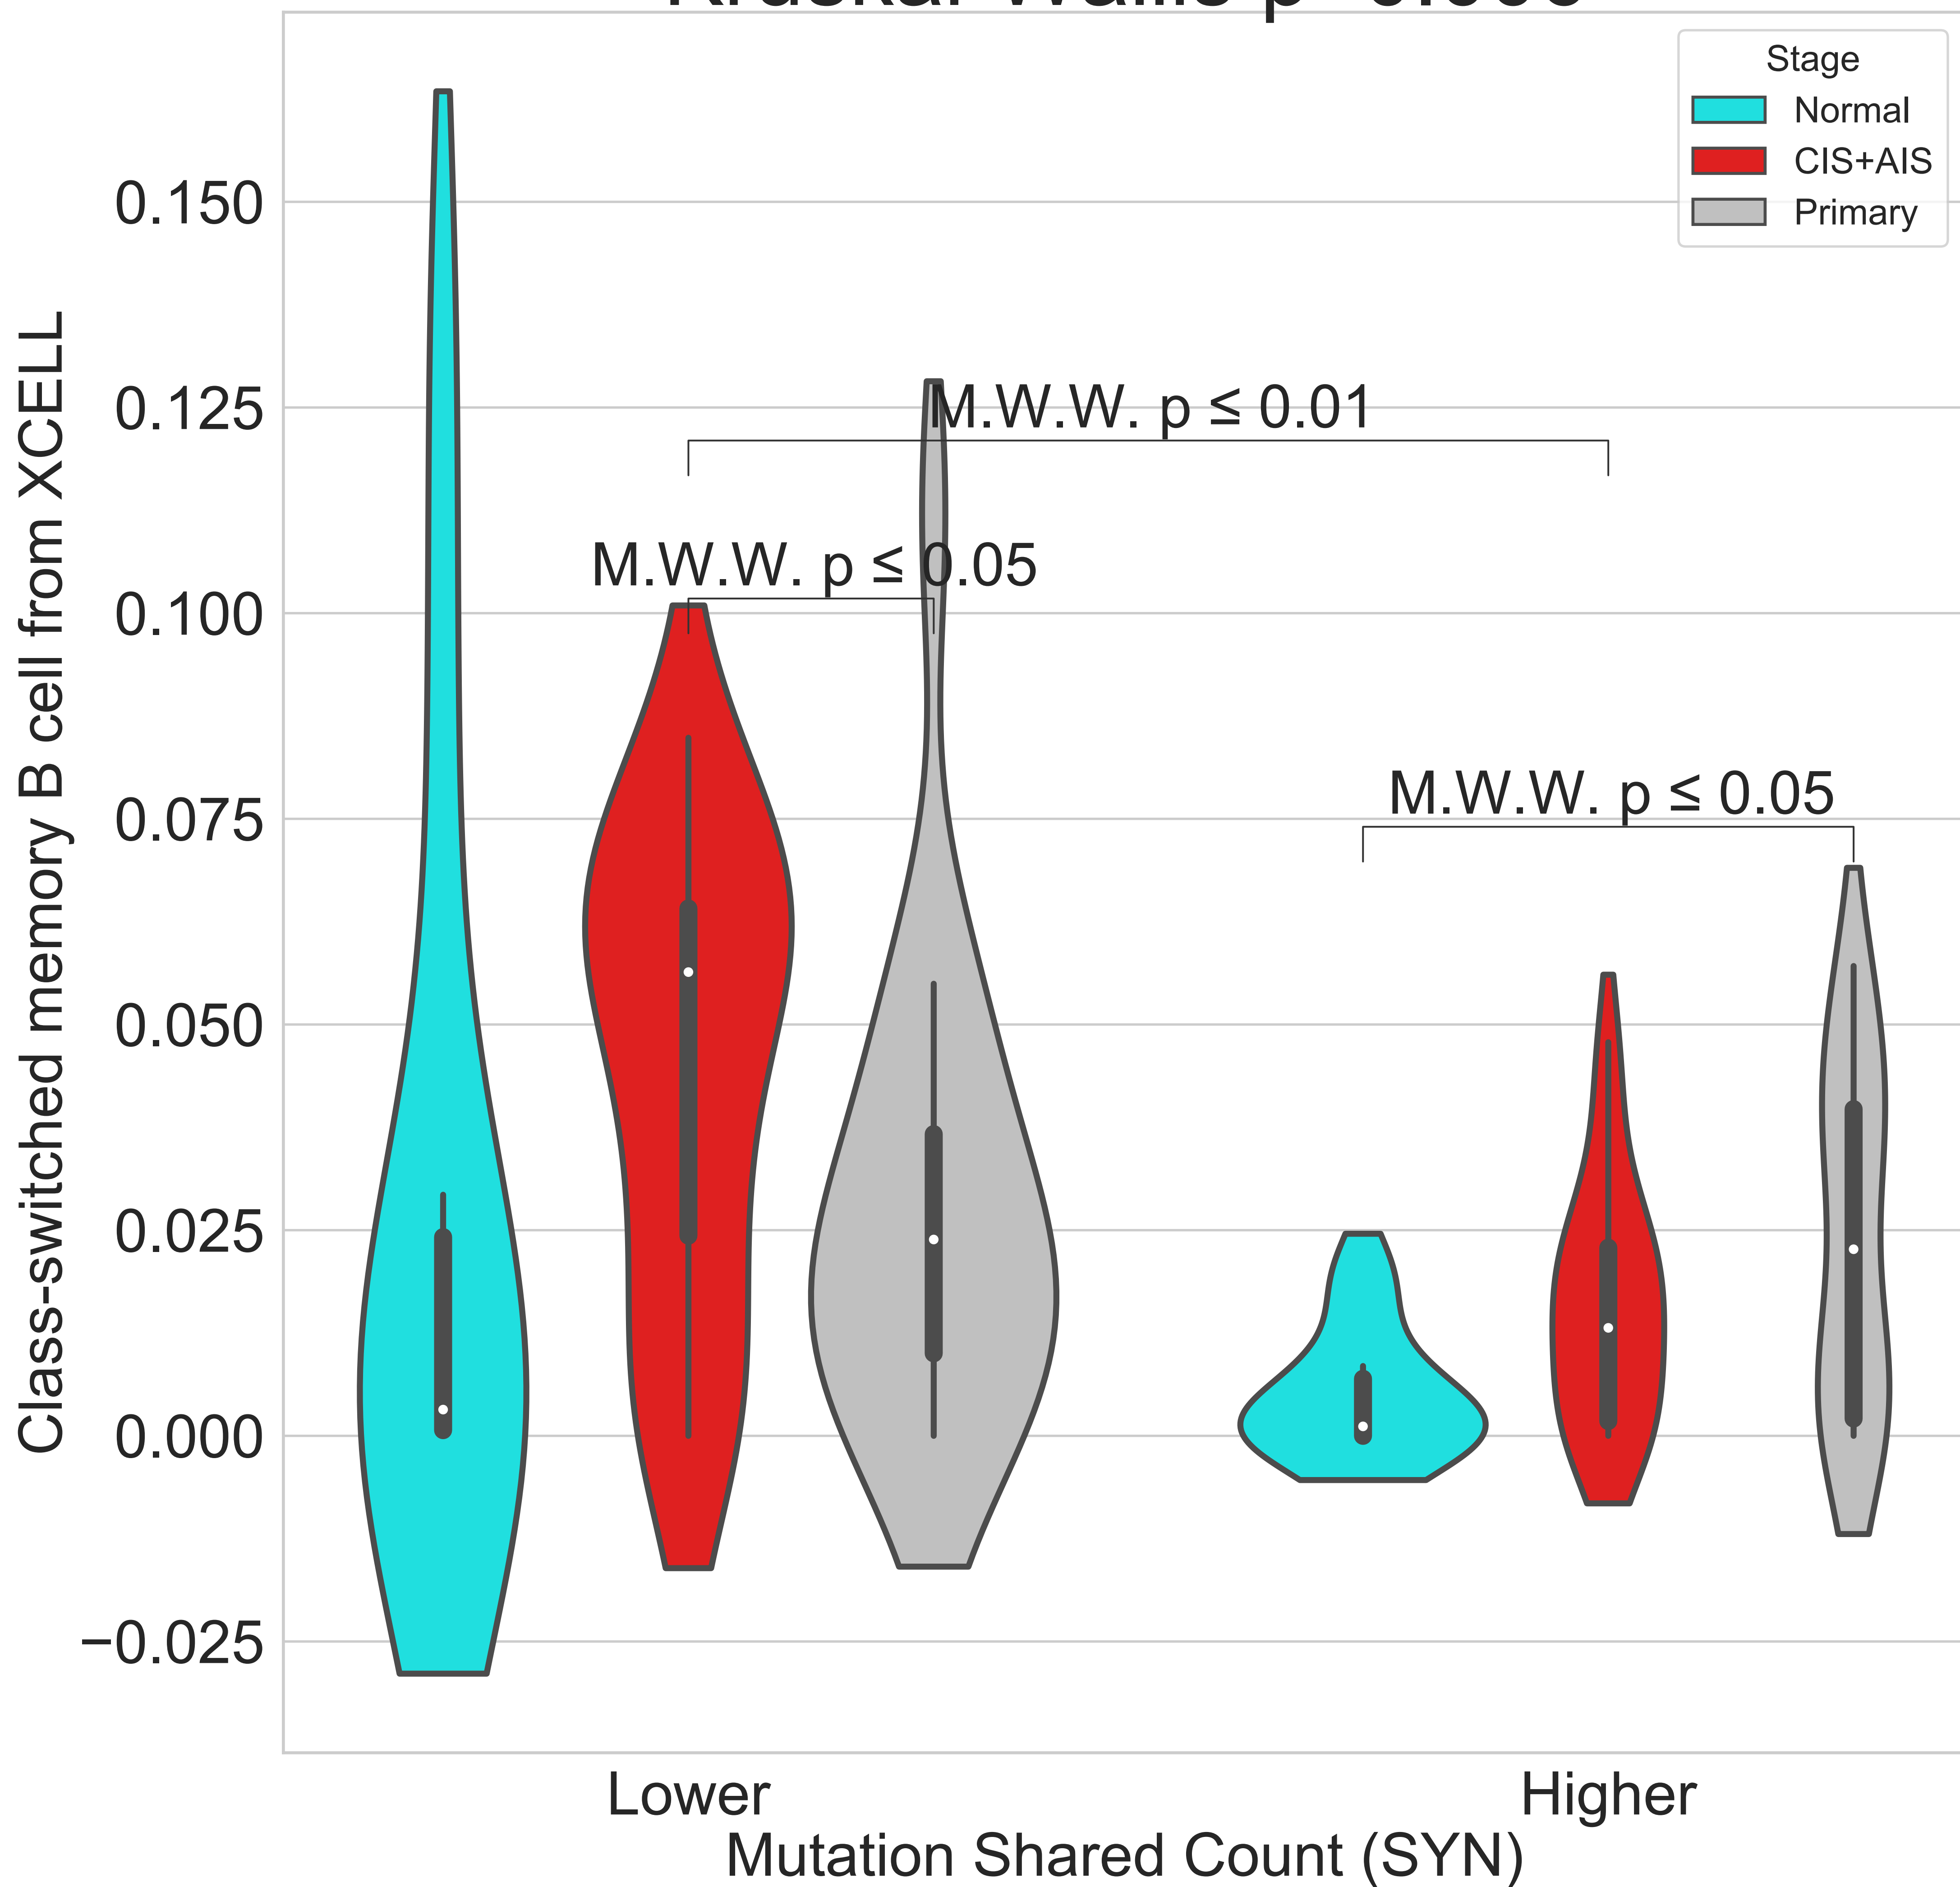 Stage
Normal
CIS+AIS
Primary
0.150
0.125
0.100
0.075
0.050
0.025
0.000
−0.025
Class-switched memory B cell from XCELL
M.W.W. p ≤ 0.01
M.W.W. p ≤ 0.05
M.W.W. p ≤ 0.05
Lower
Higher
Mutation Shared Count (SYN)